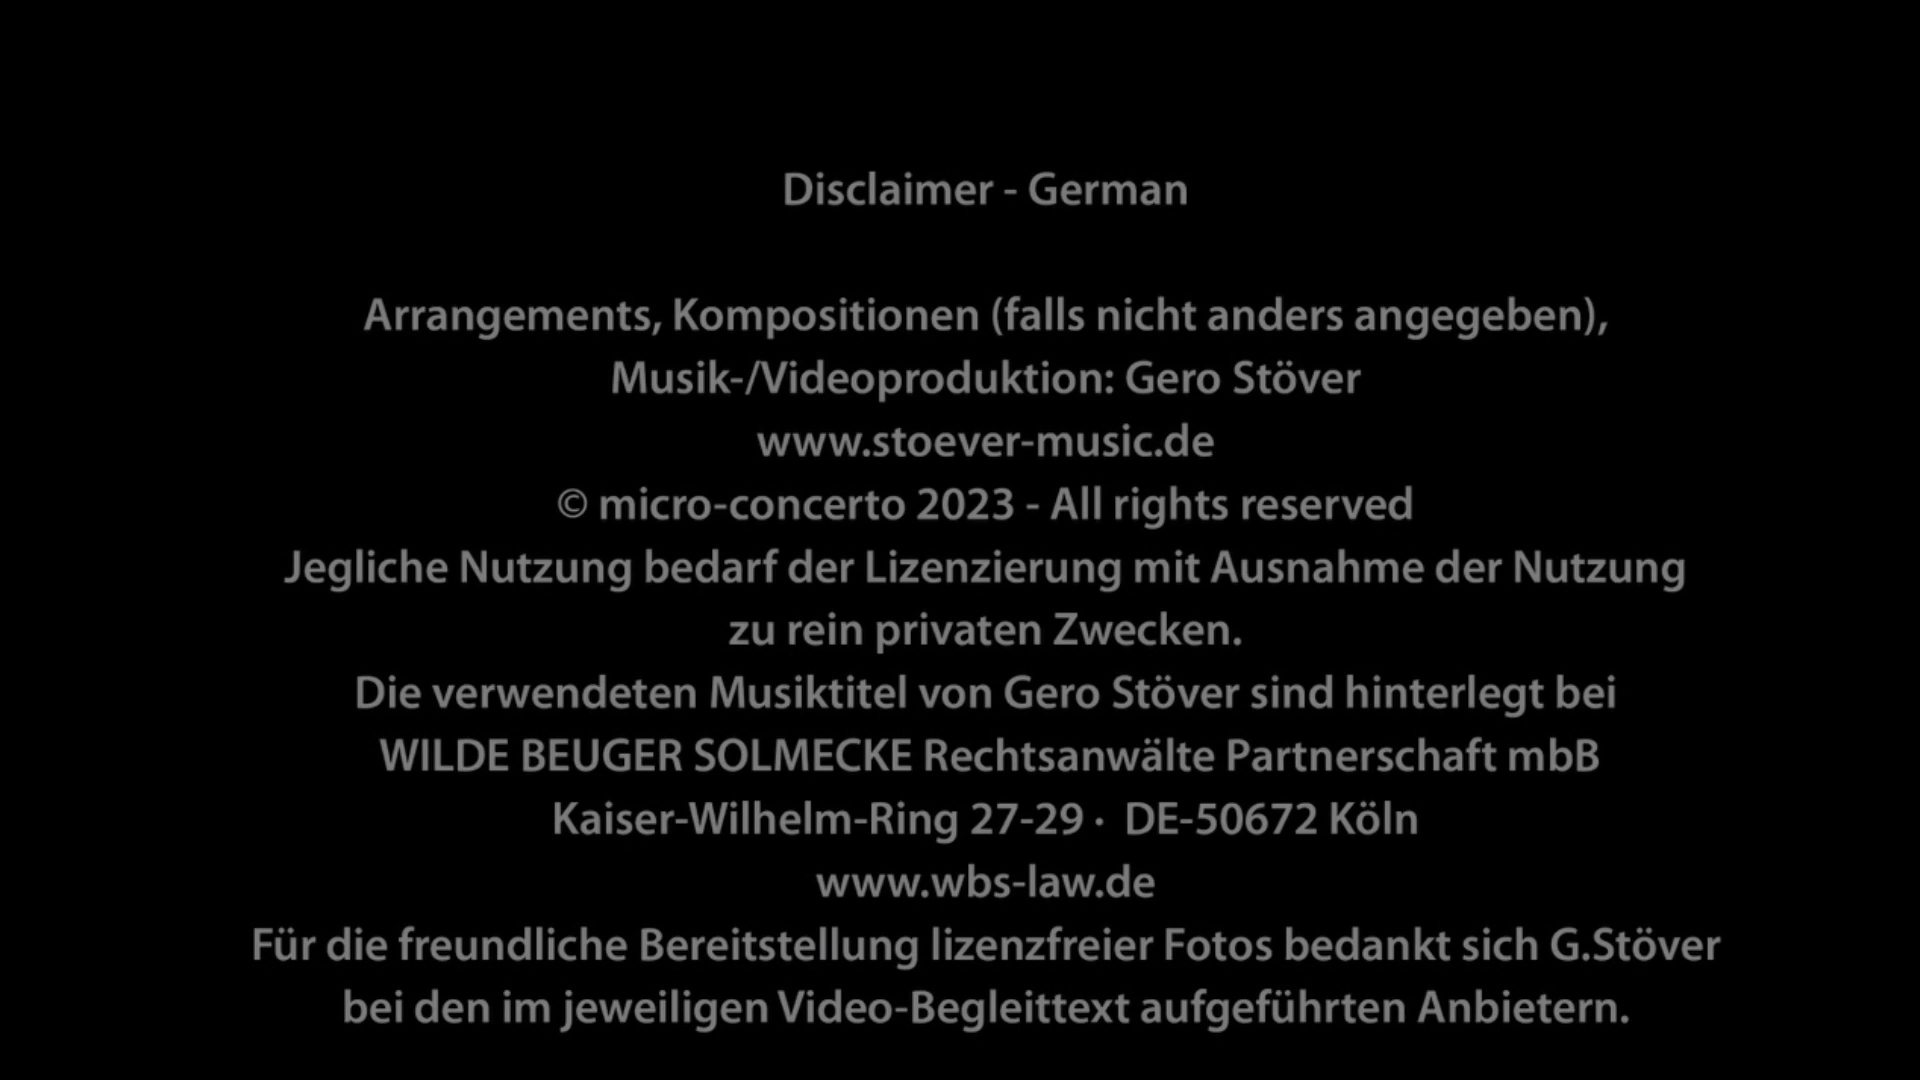 Disclaimer - German
Arrangements, Kompositionen (falls nicht anders angegeben),
Musik-/Videoproduktion: Gero Stöver
www.stoever-music.de
© micro-concerto 2023 - All rights reserved
Jegliche Nutzung bedarf der Lizenzierung mit Ausnahme der Nutzung
zu rein privaten Zwecken.
Die verwendeten Musiktitel von Gero Stöver sind hinterlegt bei
WILDE BEUGER SOLMECKE Rechtsanwälte Partnerschaft mbB
Kaiser-Wilhelm-Ring 27-29 · DE-50672 Köln
www.wbs-law.de
Für die freundliche Bereitstellung lizenzfreier Fotos bedankt sich G.Stöver
bei den im jeweiligen Video-Begleittext aufgeführten Anbietern.